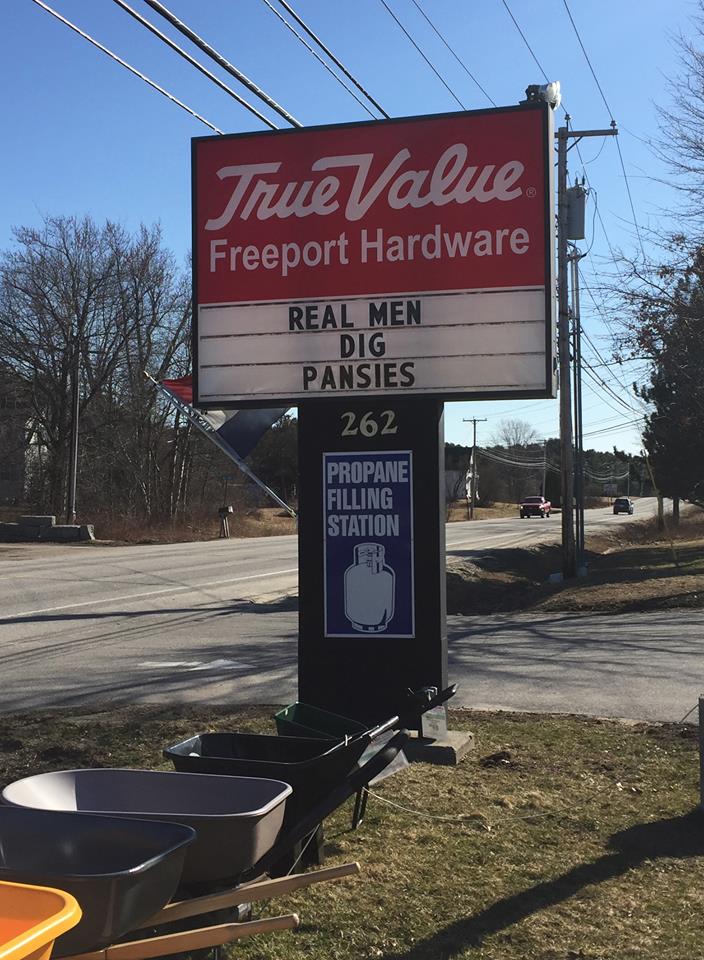 True Value®
Freeport Hardware
REAL MEN
DIG
PANSIES
262
PROPANE
FILLING
STATION